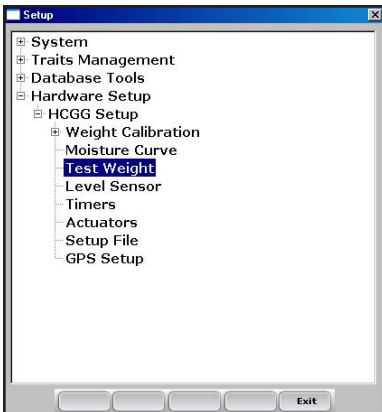 Setup
System
Traits Management
Database Tools
Hardware Setup
HCGG Setup
Weight Calibration
Moisture Curve
Test Weight
Level Sensor
Timers
Actuators
Setup File
GPS Setup
Exit